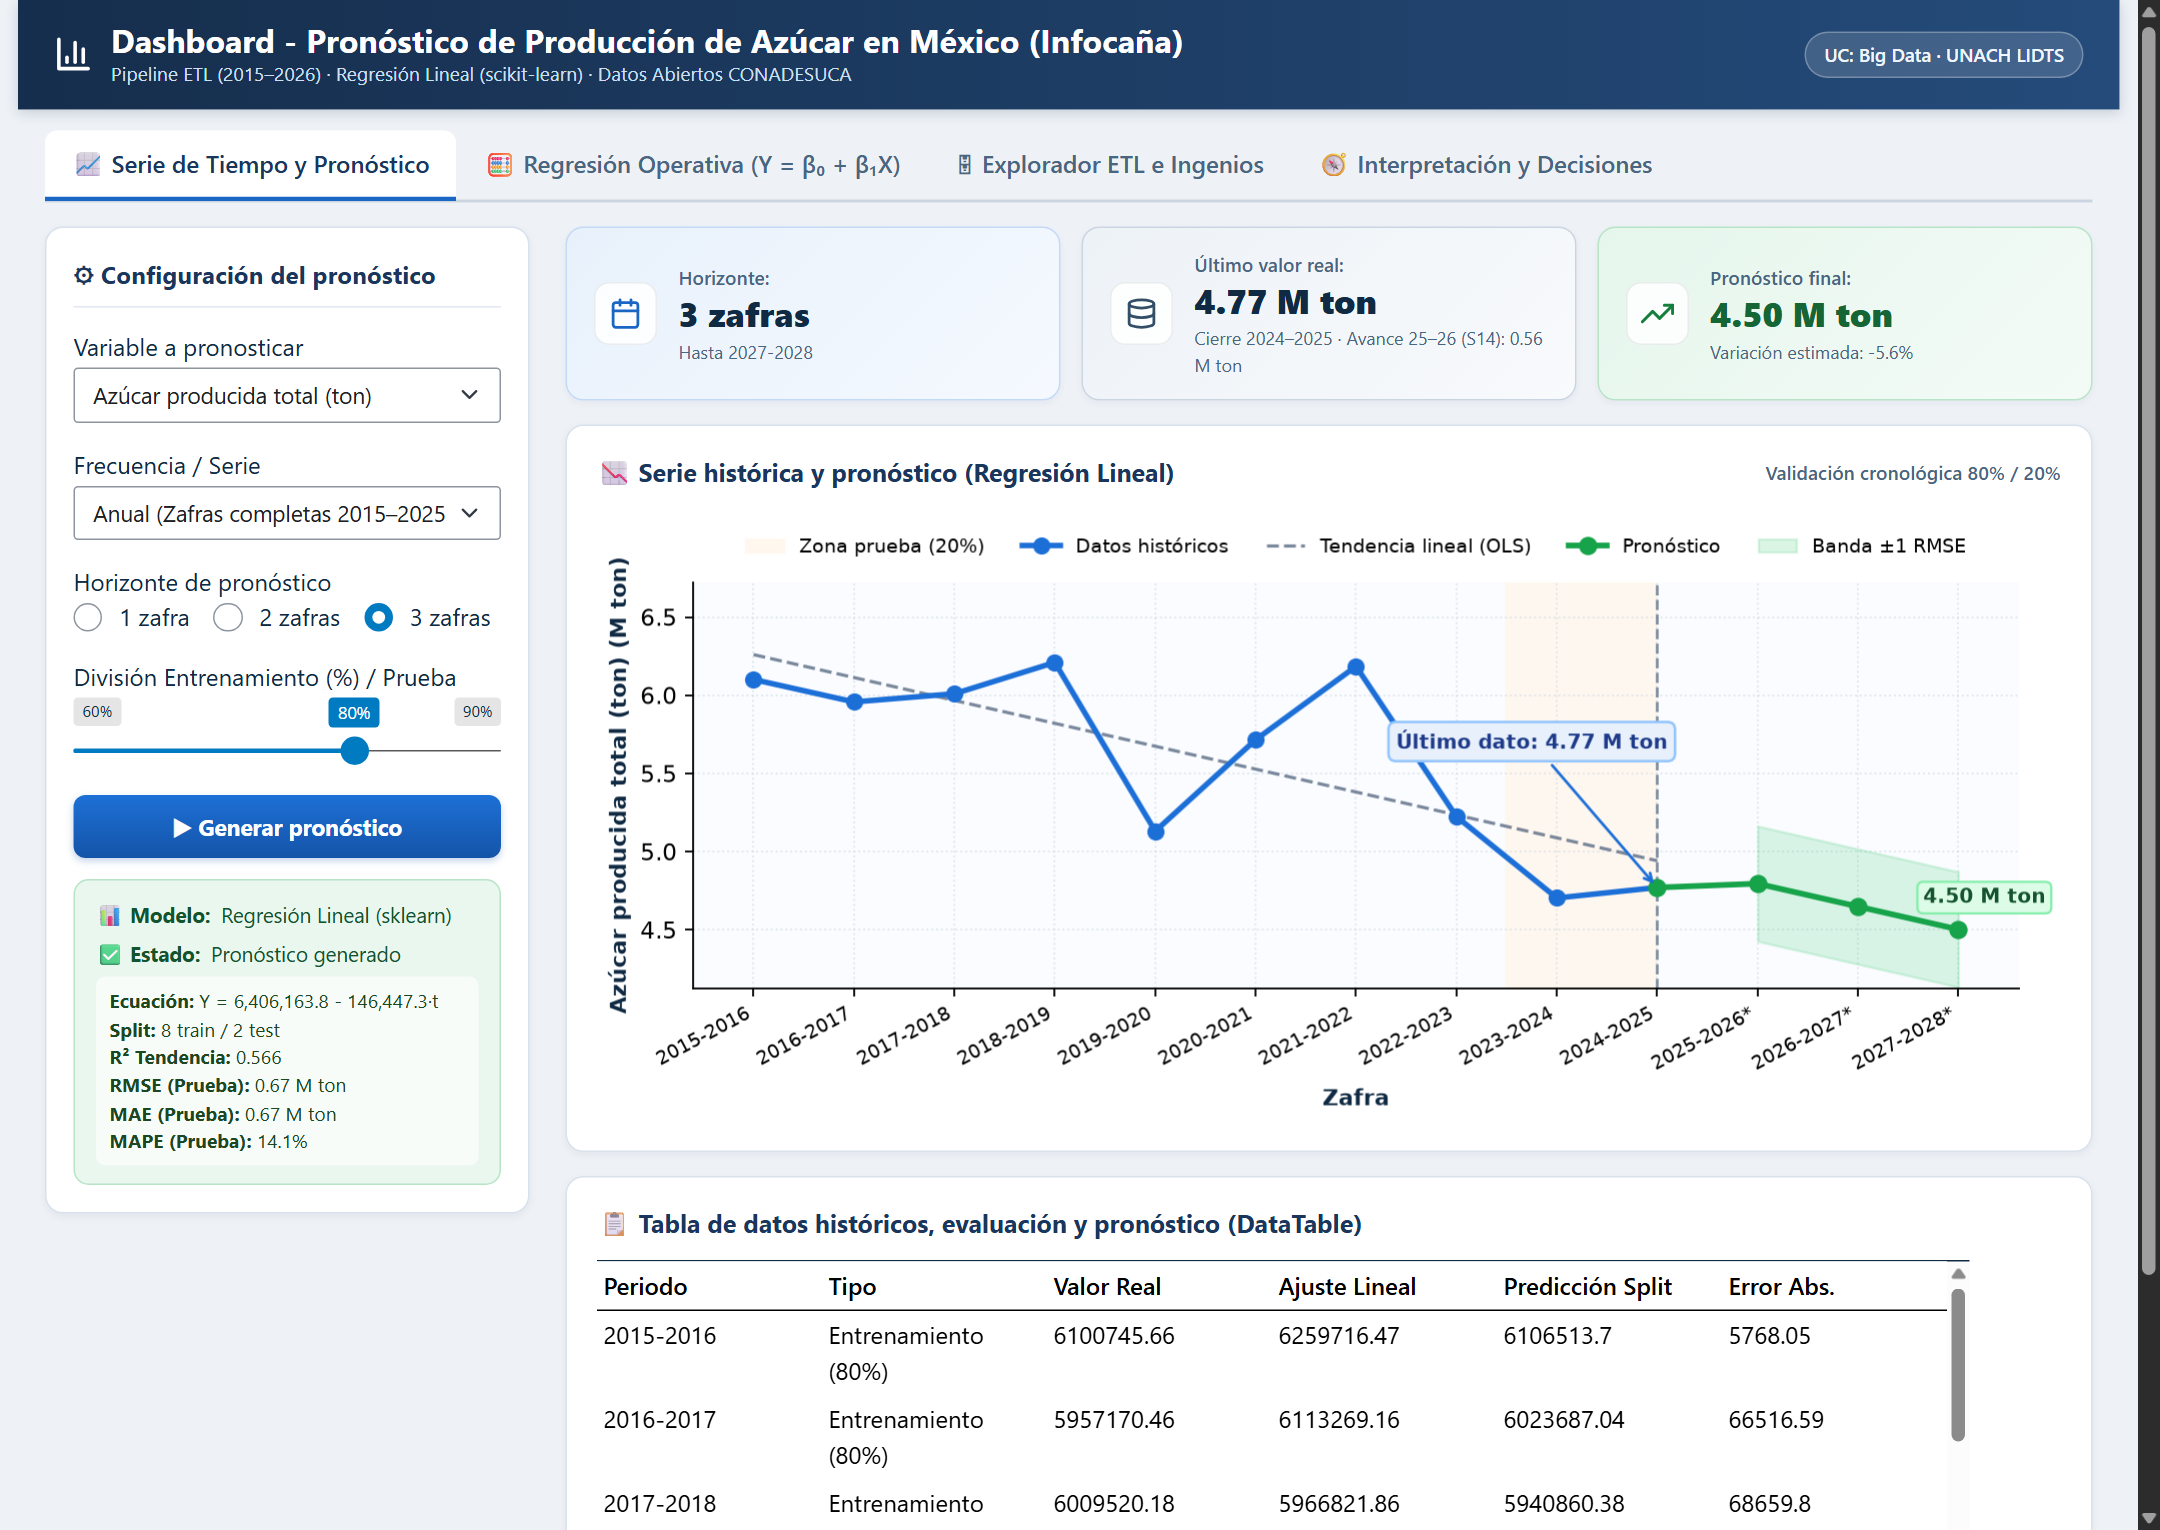 Dashboard - Pronóstico de Producción de Azúcar en México (Infocaña)
Pipeline ETL (2015–2026) · Regresión Lineal (scikit-learn) · Datos Abiertos CONADESUCA
UC: Big Data · UNACH LIDTS
Serie de Tiempo y Pronóstico
Regresión Operativa (Y = β₀ + β₁X)
Explorador ETL e Ingenios
Interpretación y Decisiones
Configuración del pronóstico
Variable a pronosticar
Azúcar producida total (ton)
Frecuencia / Serie
Anual (Zafras completas 2015–2025
Horizonte de pronóstico
1 zafra 2 zafras 3 zafras
División Entrenamiento (%) / Prueba
60% 80% 90%
▶ Generar pronóstico
Modelo: Regresión Lineal (sklearn)
Estado: Pronóstico generado
Ecuación: Y = 6,406,163.8 - 146,447.3·t
Split: 8 train / 2 test
R² Tendencia: 0.566
RMSE (Prueba): 0.67 M ton
MAE (Prueba): 0.67 M ton
MAPE (Prueba): 14.1%
Horizonte:
3 zafras
Hasta 2027-2028
Último valor real:
4.77 M ton
Cierre 2024–2025 · Avance 25–26 (S14): 0.56
M ton
Pronóstico final:
4.50 M ton
Variación estimada: -5.6%
Serie histórica y pronóstico (Regresión Lineal)
Validación cronológica 80% / 20%
Zona prueba (20%) Datos históricos Tendencia lineal (OLS) Pronóstico Banda ±1 RMSE
Azúcar producida total (ton) (M ton)
6.5
6.0
5.5
5.0
4.5
Último dato: 4.77 M ton
4.50 M ton
2015-2016 2016-2017 2017-2018 2018-2019 2019-2020 2020-2021 2021-2022 2022-2023 2023-2024 2024-2025 2025-2026* 2026-2027* 2027-2028*
Zafra
Tabla de datos históricos, evaluación y pronóstico (DataTable)
Periodo Tipo Valor Real Ajuste Lineal Predicción Split Error Abs.
2015-2016 Entrenamiento 6100745.66 6259716.47 6106513.7 5768.05
(80%)
2016-2017 Entrenamiento 5957170.46 6113269.16 6023687.04 66516.59
(80%)
2017-2018 Entrenamiento 6009520.18 5966821.86 5940860.38 68659.8